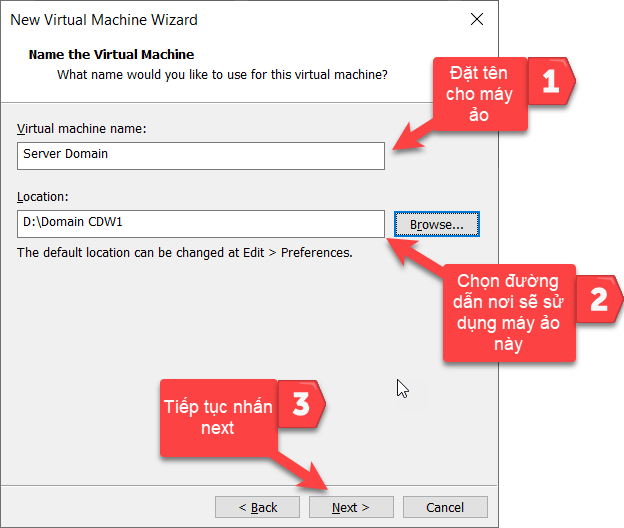 New Virtual Machine Wizard
Name the Virtual Machine
What name would you like to use for this virtual machine?
Đặt tên
cho máy
ảo
1
Virtual machine name:
Server Domain
Location:
D:\Domain CDW1
Browse...
The default location can be changed at Edit > Preferences.
Chọn đường
dẫn nơi sẽ sử
dụng máy ảo
này
2
Tiếp tục nhấn
next
3
< Back
Next >
Cancel